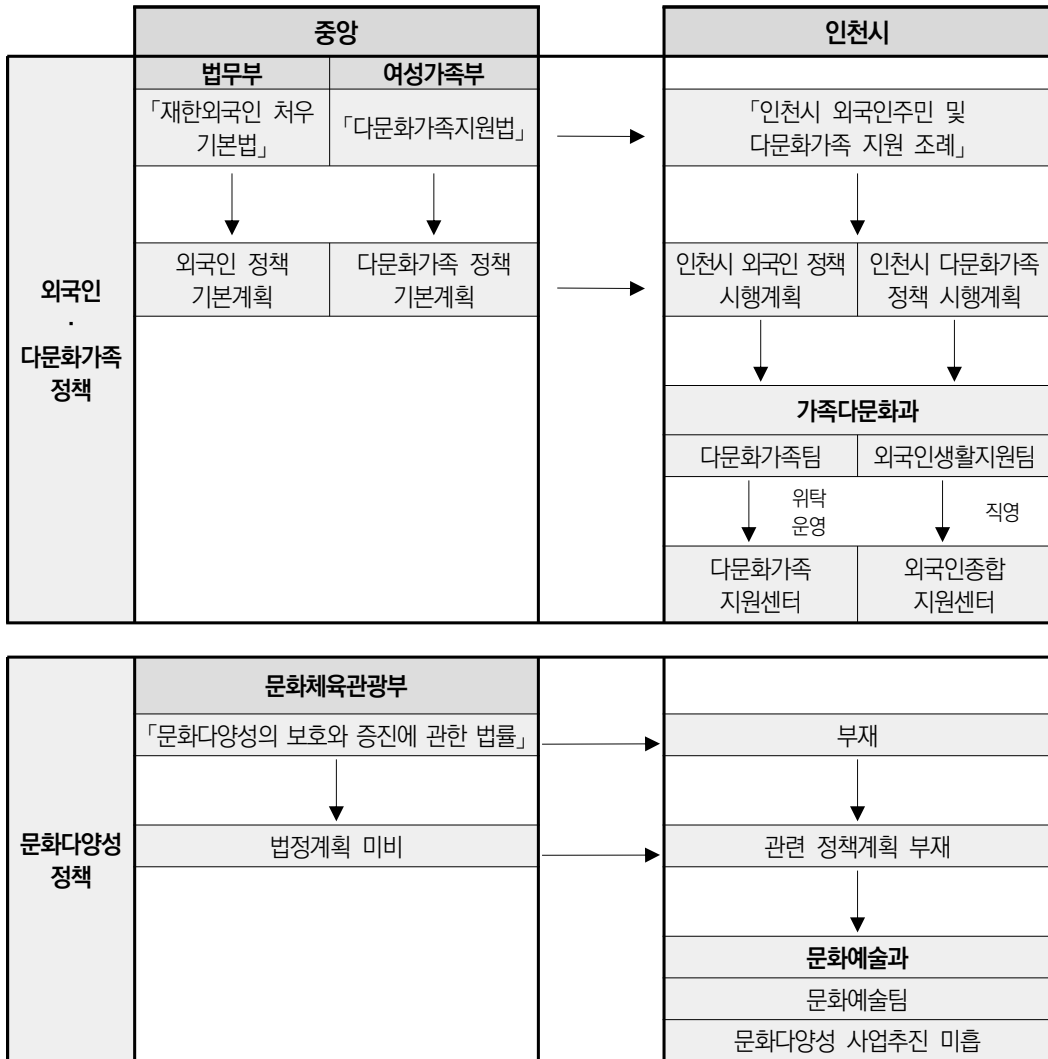 중앙
인천시
법무부
여성가족부
「재한외국인 처우
기본법」
「다문화가족지원법」
「인천시 외국인주민 및
다문화가족 지원 조례」
외국인
·
다문화가족
정책
외국인 정책
기본계획
다문화가족 정책
기본계획
인천시 외국인 정책
시행계획
인천시 다문화가족
정책 시행계획
가족다문화과
다문화가족팀
외국인생활지원팀
위탁
운영
직영
다문화가족
지원센터
외국인종합
지원센터
문화체육관광부
「문화다양성의 보호와 증진에 관한 법률」
부재
문화다양성
정책
법정계획 미비
관련 정책계획 부재
문화예술과
문화예술팀
문화다양성 사업추진 미흡